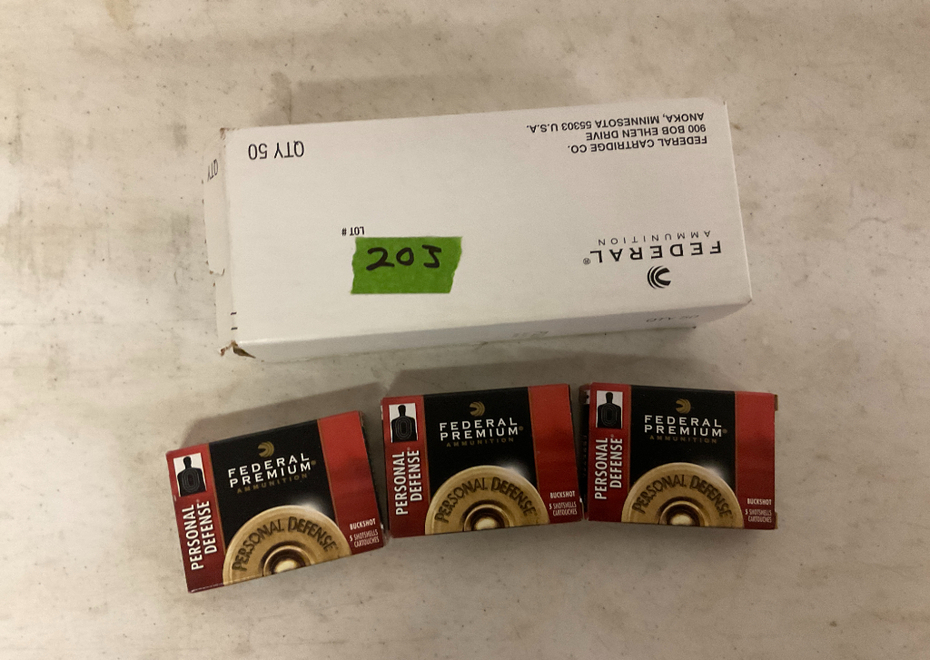 FEDERAL CARTRIDGE CO.
900 BOB EHLEN DRIVE
ANOKA, MINNESOTA 55303 U.S.A.
QTY 50
QTY
LOT #
FEDERAL®
AMMUNITION
205
PERSONAL
DEFENSE
FEDERAL
PREMIUM®
AMMUNITION
PERSONAL DEFENSE
BUCKSHOT
5 SHOTSHELLS
CARTOUCHES
PERSONAL
DEFENSE
FEDERAL
PREMIUM®
AMMUNITION
PERSONAL DEFENSE
BUCKSHOT
5 SHOTSHELLS
CARTOUCHES
PERSONAL
DEFENSE
FEDERAL
PREMIUM®
AMMUNITION
PERSONAL DEFENSE
BUCKSHOT
5 SHOTSHELLS
CARTOUCHES